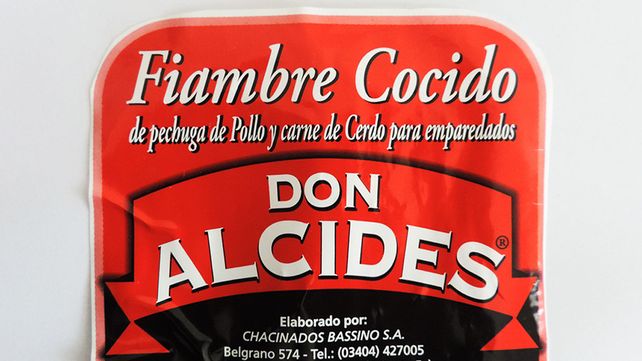 Fiambre Cocido
de pechuga de Pollo y carne de Cerdo para emparedados
DON
ALCIDES®
Elaborado por:
CHACINADOS BASSINO S.A.
Belgrano 574 - Tel.: (03404) 427005